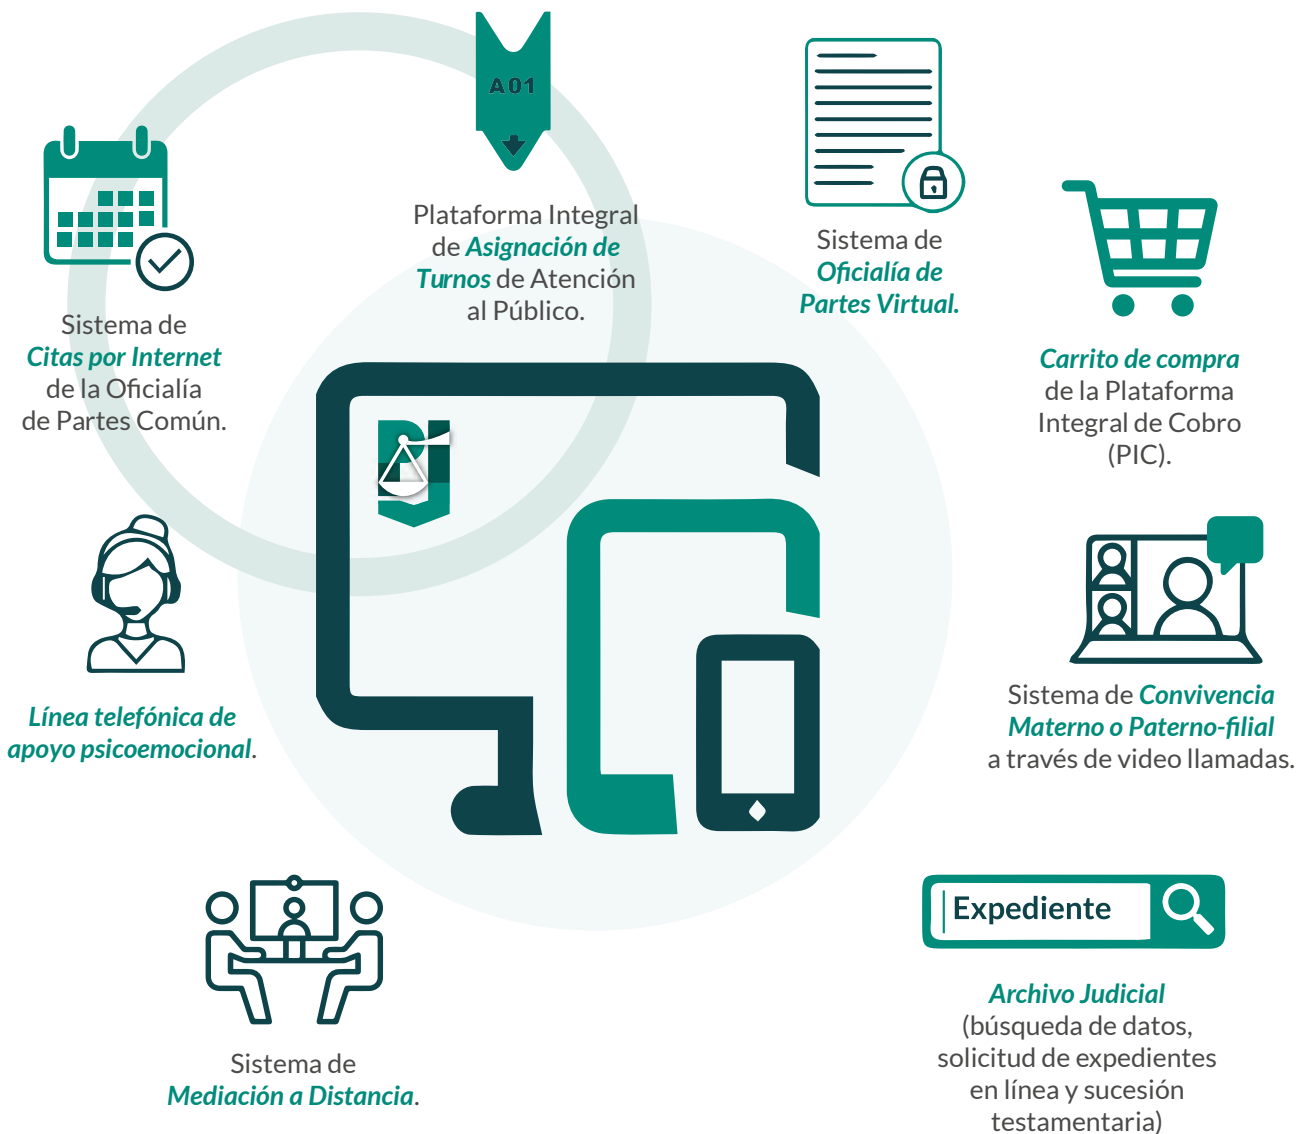 A01
Plataforma Integral
de Asignación de
Turnos de Atención
al Público.
Sistema de
Oficialía de
Partes Virtual.
Sistema de
Citas por Internet
de la Oficialía
de Partes Común.
Carrito de compra
de la Plataforma
Integral de Cobro
(PIC).
PJ
Línea telefónica de
apoyo psicoemocional.
Sistema de Convivencia
Materno o Paterno-filial
a través de video llamadas.
Sistema de
Mediación a Distancia.
Expediente
Archivo Judicial
(búsqueda de datos,
solicitud de expedientes
en línea y sucesión
testamentaria)